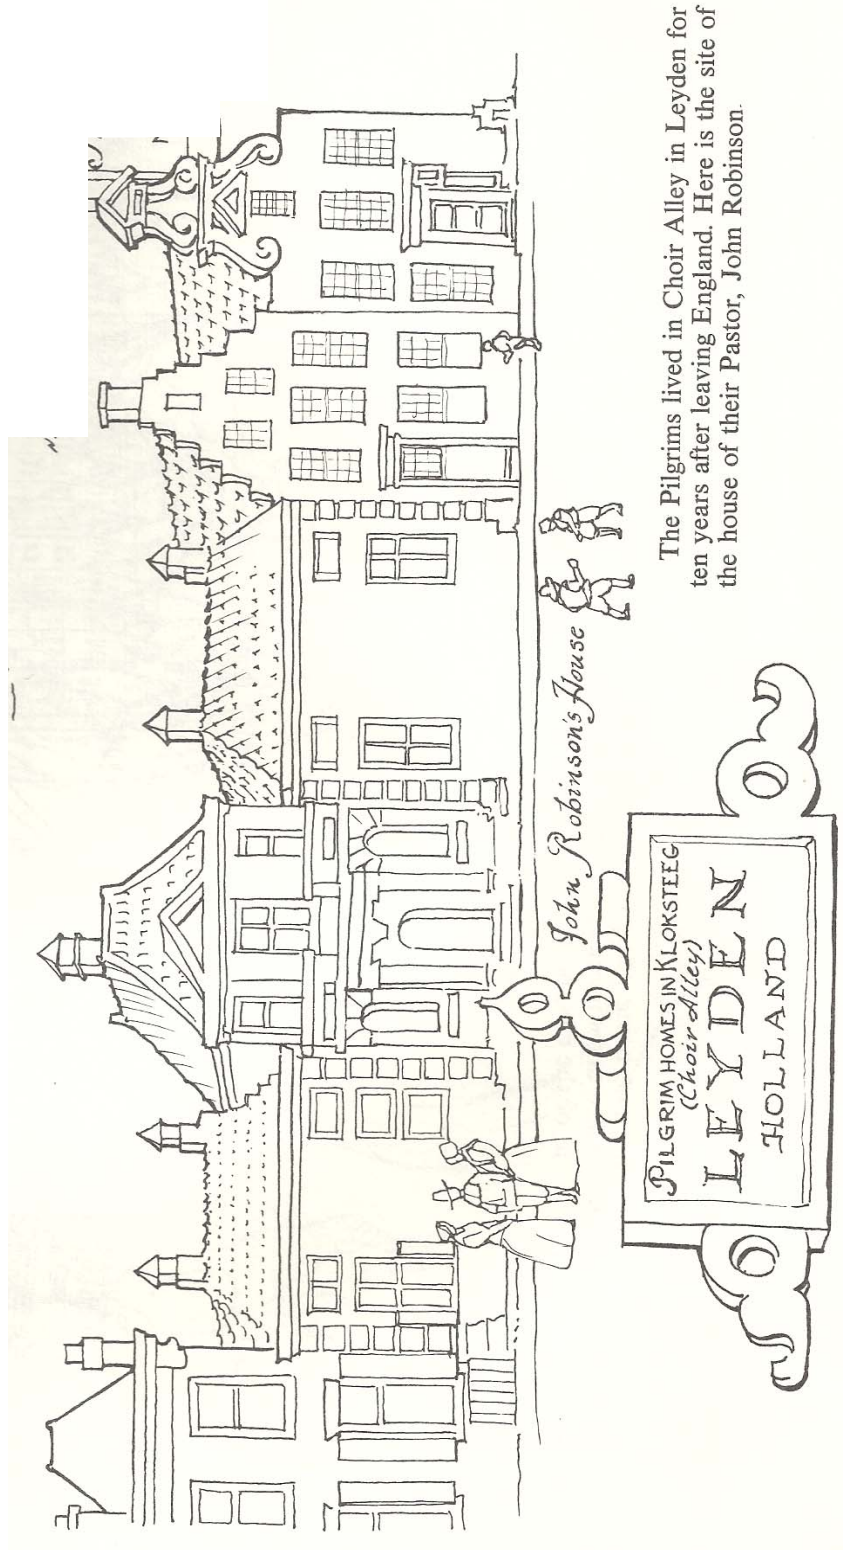 John Robinson's House
PILGRIM HOMES IN KLOKSTEEG
(Choir Alley)
LEYDEN
HOLLAND
The Pilgrims lived in Choir Alley in Leyden for
ten years after leaving England. Here is the site of
the house of their Pastor, John Robinson.